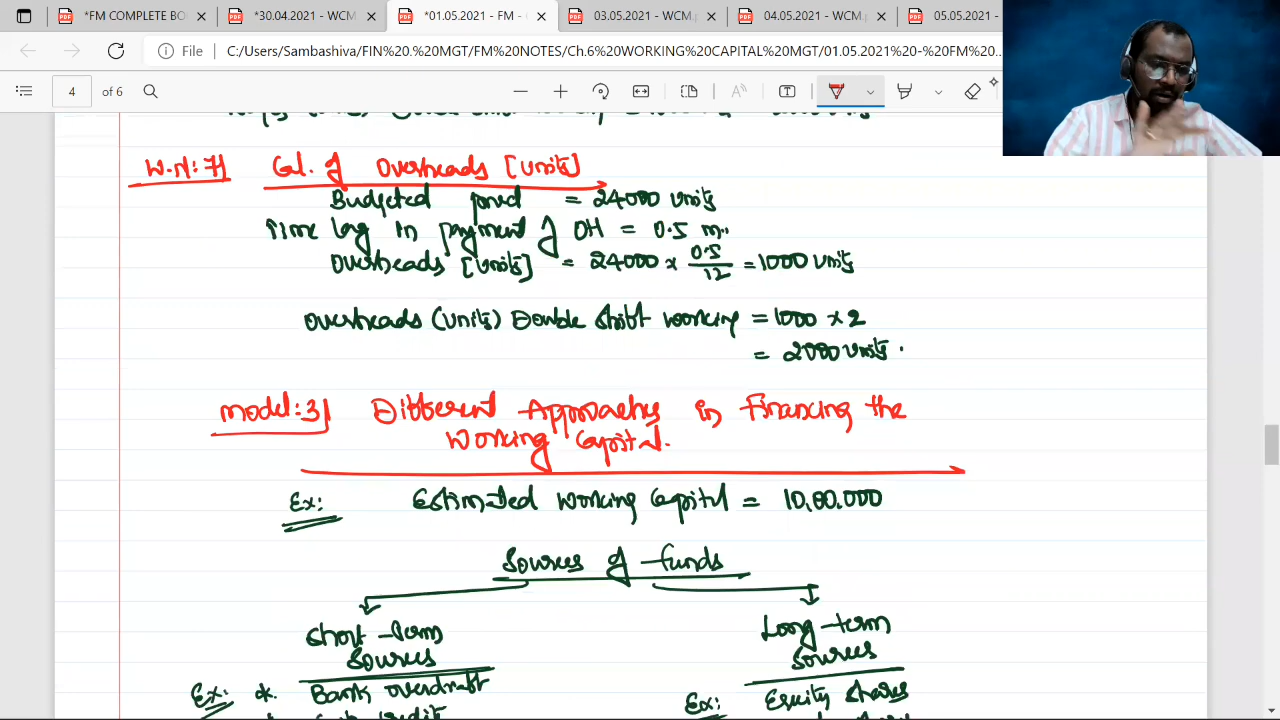 *FM COMPLETE BO
*30.04.2021 - WCM
*01.05.2021 - FM -
03.05.2021 - WCM.p
04.05.2021 - WCM.p
05.05.2021 -
File C:/Users/Sambashiva/FIN%20.%20MGT/FM%20NOTES/Ch.6%20WORKING%20CAPITAL%20MGT/01.05.2021%20-%20FM%20...
4 of 6
W.N:7 Cal. of Overheads [Units]
Budgeted prod = 24000 units
Time lag in payment of OH = 0.5 m.
Overheads [Units] = 24000 × 0.5/12 = 1000 Units
Overheads (Units) Double shift working = 1000 × 2
= 2000 Units.
Model:3 Different Approaches in Financing the
Working Capital.
Ex: Estimated Working Capital = 10,00,000
Sources of funds
Short-term
Sources
Long-term
Sources
Ex: *. Bank overdraft
Ex: Equity shares